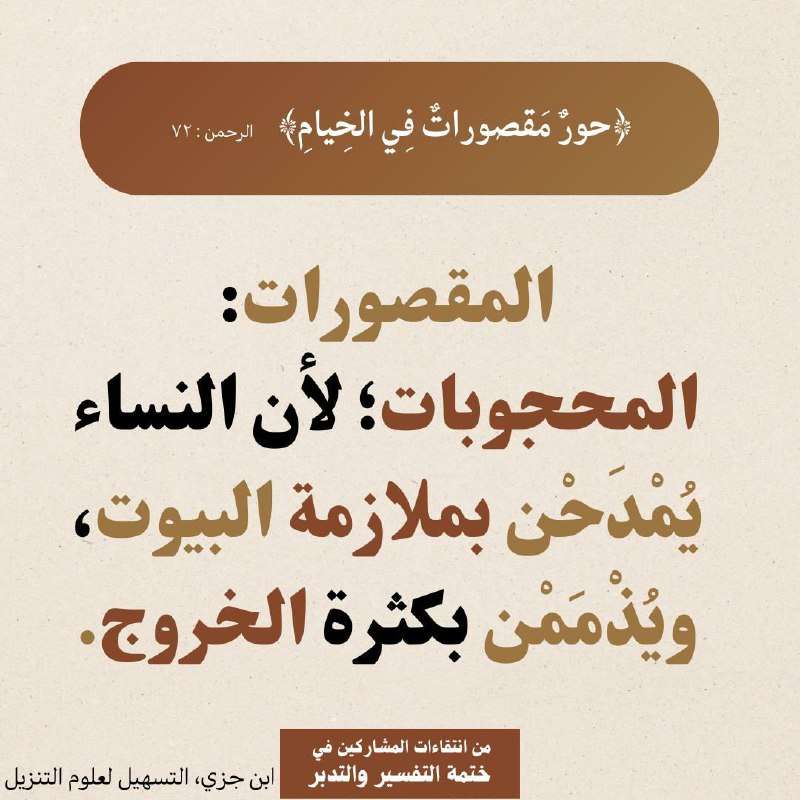 ﴿حورٌ مَقصوراتٌ فِي الخِيامِ﴾ الرحمن : ٧٢
المقصورات:
المحجوبات؛ لأن النساء
يُمْدَحْن بملازمة البيوت،
ويُذْمَمْن بكثرة الخروج.
من انتقاءات المشاركين في
ختمة التفسير والتدبر
ابن جزي، التسهيل لعلوم التنزيل